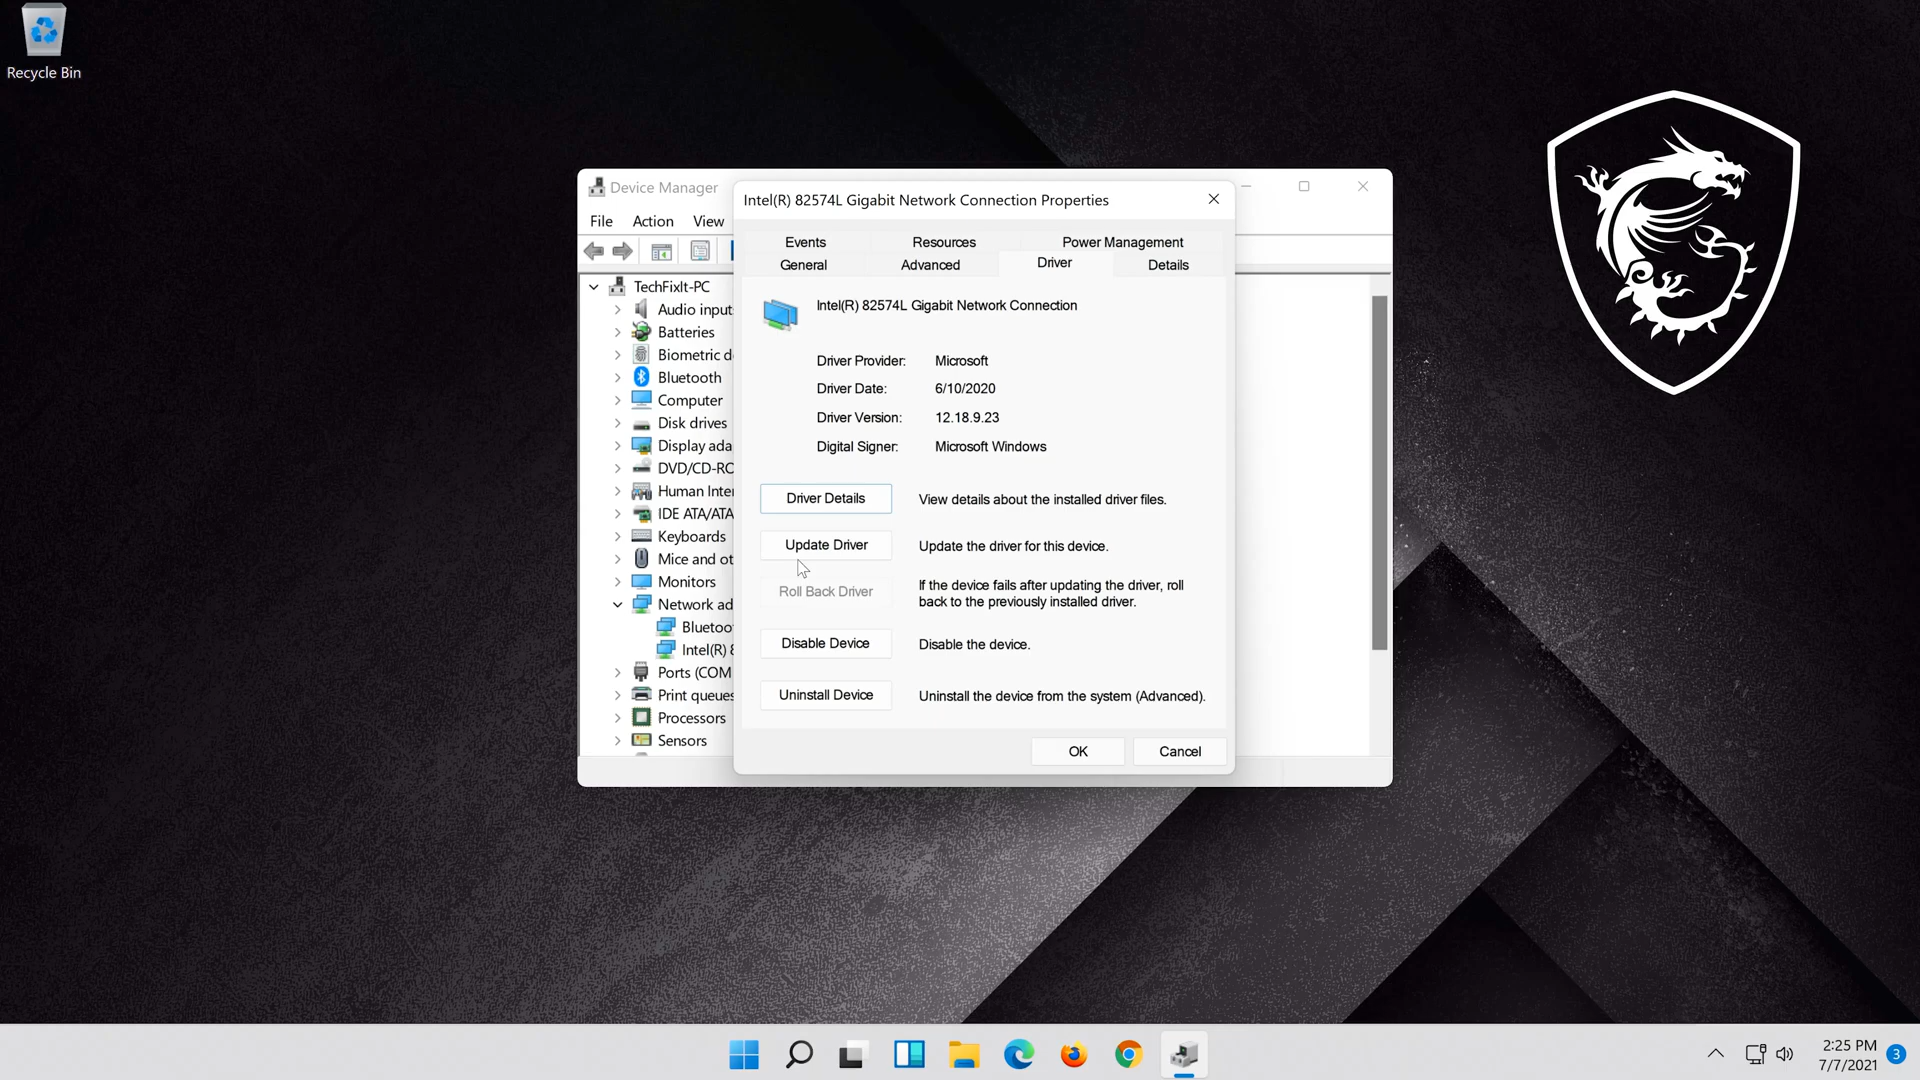 Recycle Bin
Device Manager
File Action View
TechFixIt-PC
Audio input
Batteries
Biometric d
Bluetooth
Computer
Disk drives
Display ada
DVD/CD-RO
Human Inter
IDE ATA/ATA
Keyboards
Mice and ot
Monitors
Network ad
Bluetoo
Intel(R) 8
Ports (COM
Print queues
Processors
Sensors
Intel(R) 82574L Gigabit Network Connection Properties
Events Resources Power Management
General Advanced Driver Details
Intel(R) 82574L Gigabit Network Connection
Driver Provider: Microsoft
Driver Date: 6/10/2020
Driver Version: 12.18.9.23
Digital Signer: Microsoft Windows
Driver Details View details about the installed driver files.
Update Driver Update the driver for this device.
Roll Back Driver If the device fails after updating the driver, roll
back to the previously installed driver.
Disable Device Disable the device.
Uninstall Device Uninstall the device from the system (Advanced).
OK Cancel
2:25 PM
7/7/2021
3